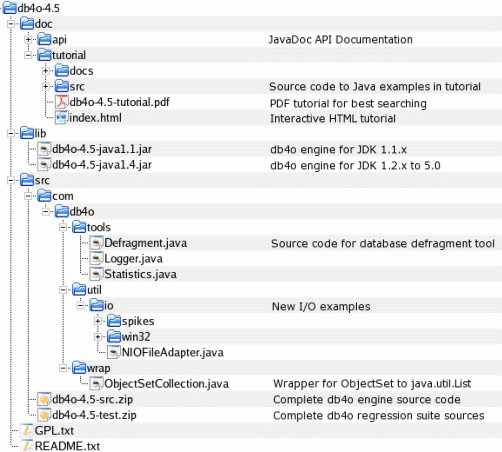 db4o-4.5
doc
api JavaDoc API Documentation
tutorial
docs
src Source code to Java examples in tutorial
db4o-4.5-tutorial.pdf PDF tutorial for best searching
index.html Interactive HTML tutorial
lib
db4o-4.5-java1.1.jar db4o engine for JDK 1.1.x
db4o-4.5-java1.4.jar db4o engine for JDK 1.2.x to 5.0
src
com
db4o
tools
Defragment.java Source code for database defragment tool
Logger.java
Statistics.java
util
io New I/O examples
spikes
win32
NIOFileAdapter.java
wrap
ObjectSetCollection.java Wrapper for ObjectSet to java.util.List
db4o-4.5-src.zip Complete db4o engine source code
db4o-4.5-test.zip Complete db4o regression suite sources
GPL.txt
README.txt